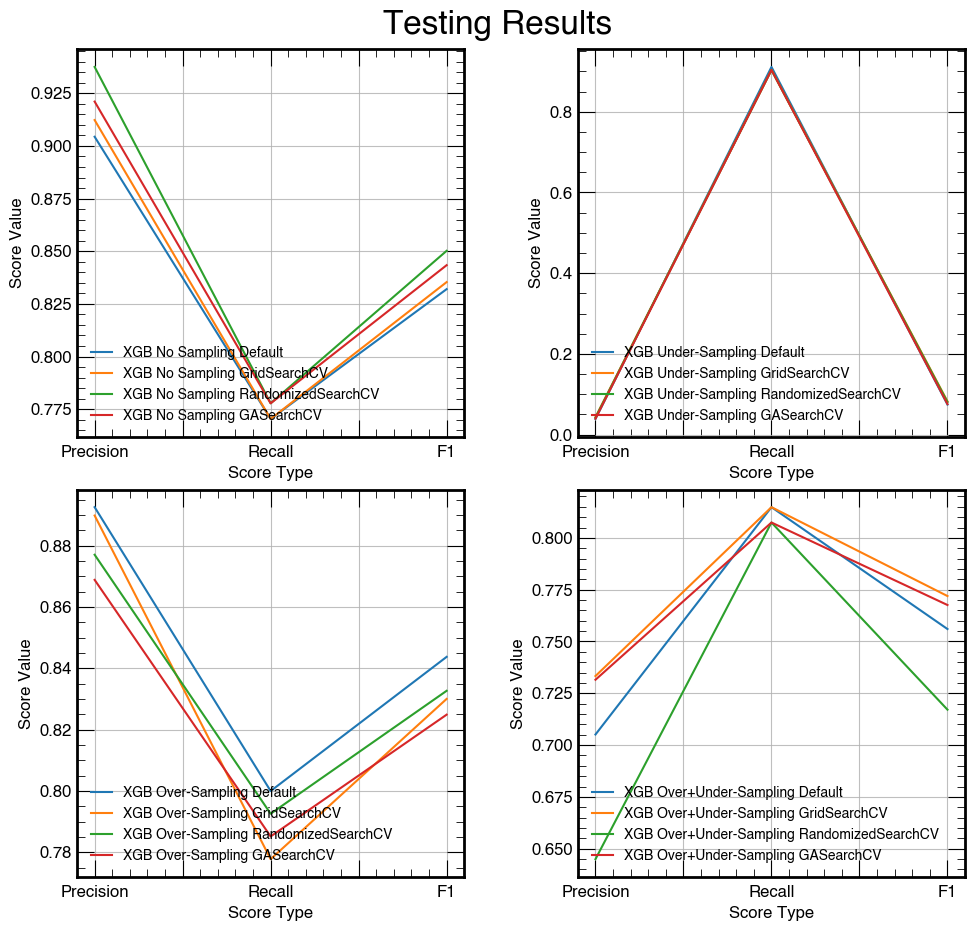 Testing Results
0.925
0.900
0.875
0.850
0.825
0.800
0.775
Score Value
XGB No Sampling Default
XGB No Sampling GridSearchCV
XGB No Sampling RandomizedSearchCV
XGB No Sampling GASearchCV
Precision Recall F1
Score Type
0.8
0.6
0.4
0.2
0.0
Score Value
XGB Under-Sampling Default
XGB Under-Sampling GridSearchCV
XGB Under-Sampling RandomizedSearchCV
XGB Under-Sampling GASearchCV
Precision Recall F1
Score Type
0.88
0.86
0.84
0.82
0.80
0.78
Score Value
XGB Over-Sampling Default
XGB Over-Sampling GridSearchCV
XGB Over-Sampling RandomizedSearchCV
XGB Over-Sampling GASearchCV
Precision Recall F1
Score Type
0.800
0.775
0.750
0.725
0.700
0.675
0.650
Score Value
XGB Over+Under-Sampling Default
XGB Over+Under-Sampling GridSearchCV
XGB Over+Under-Sampling RandomizedSearchCV
XGB Over+Under-Sampling GASearchCV
Precision Recall F1
Score Type